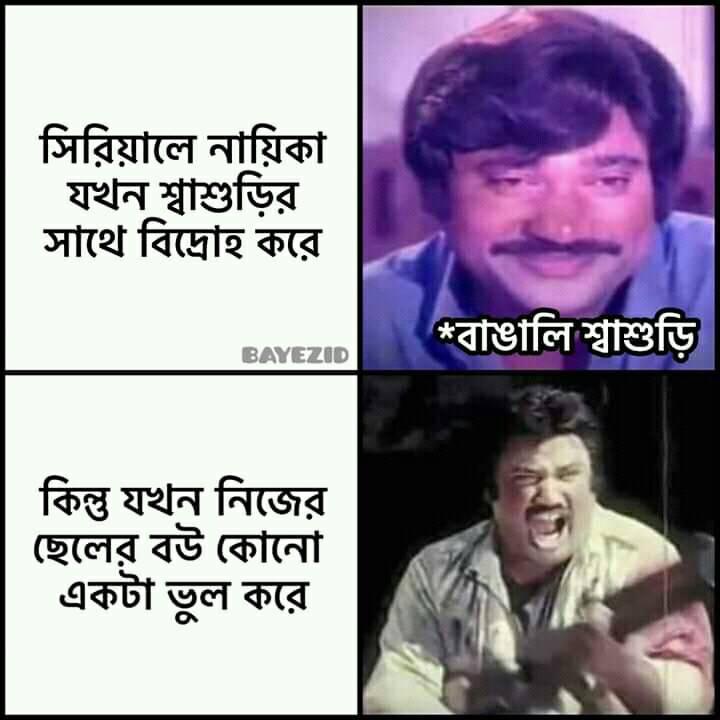 সিরিয়ালে নায়িকা
যখন শ্বাশুড়ির
সাথে বিদ্রোহ করে
BAYEZID
*বাঙালি শ্বাশুড়ি
কিন্তু যখন নিজের
ছেলের বউ কোনো
একটা ভুল করে